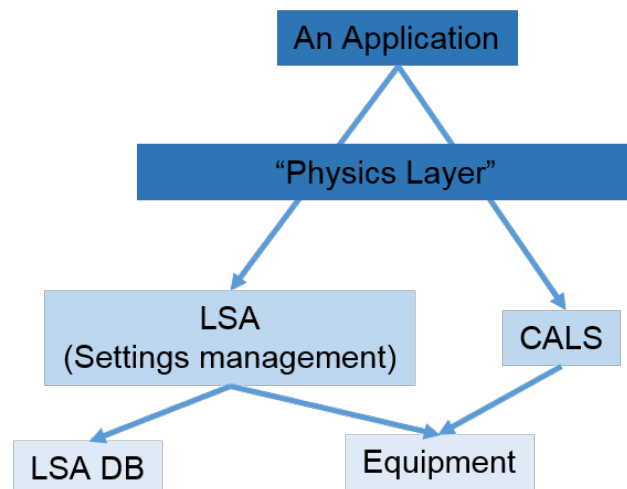 An Application
“Physics Layer”
LSA
(Settings management)
CALS
LSA DB
Equipment